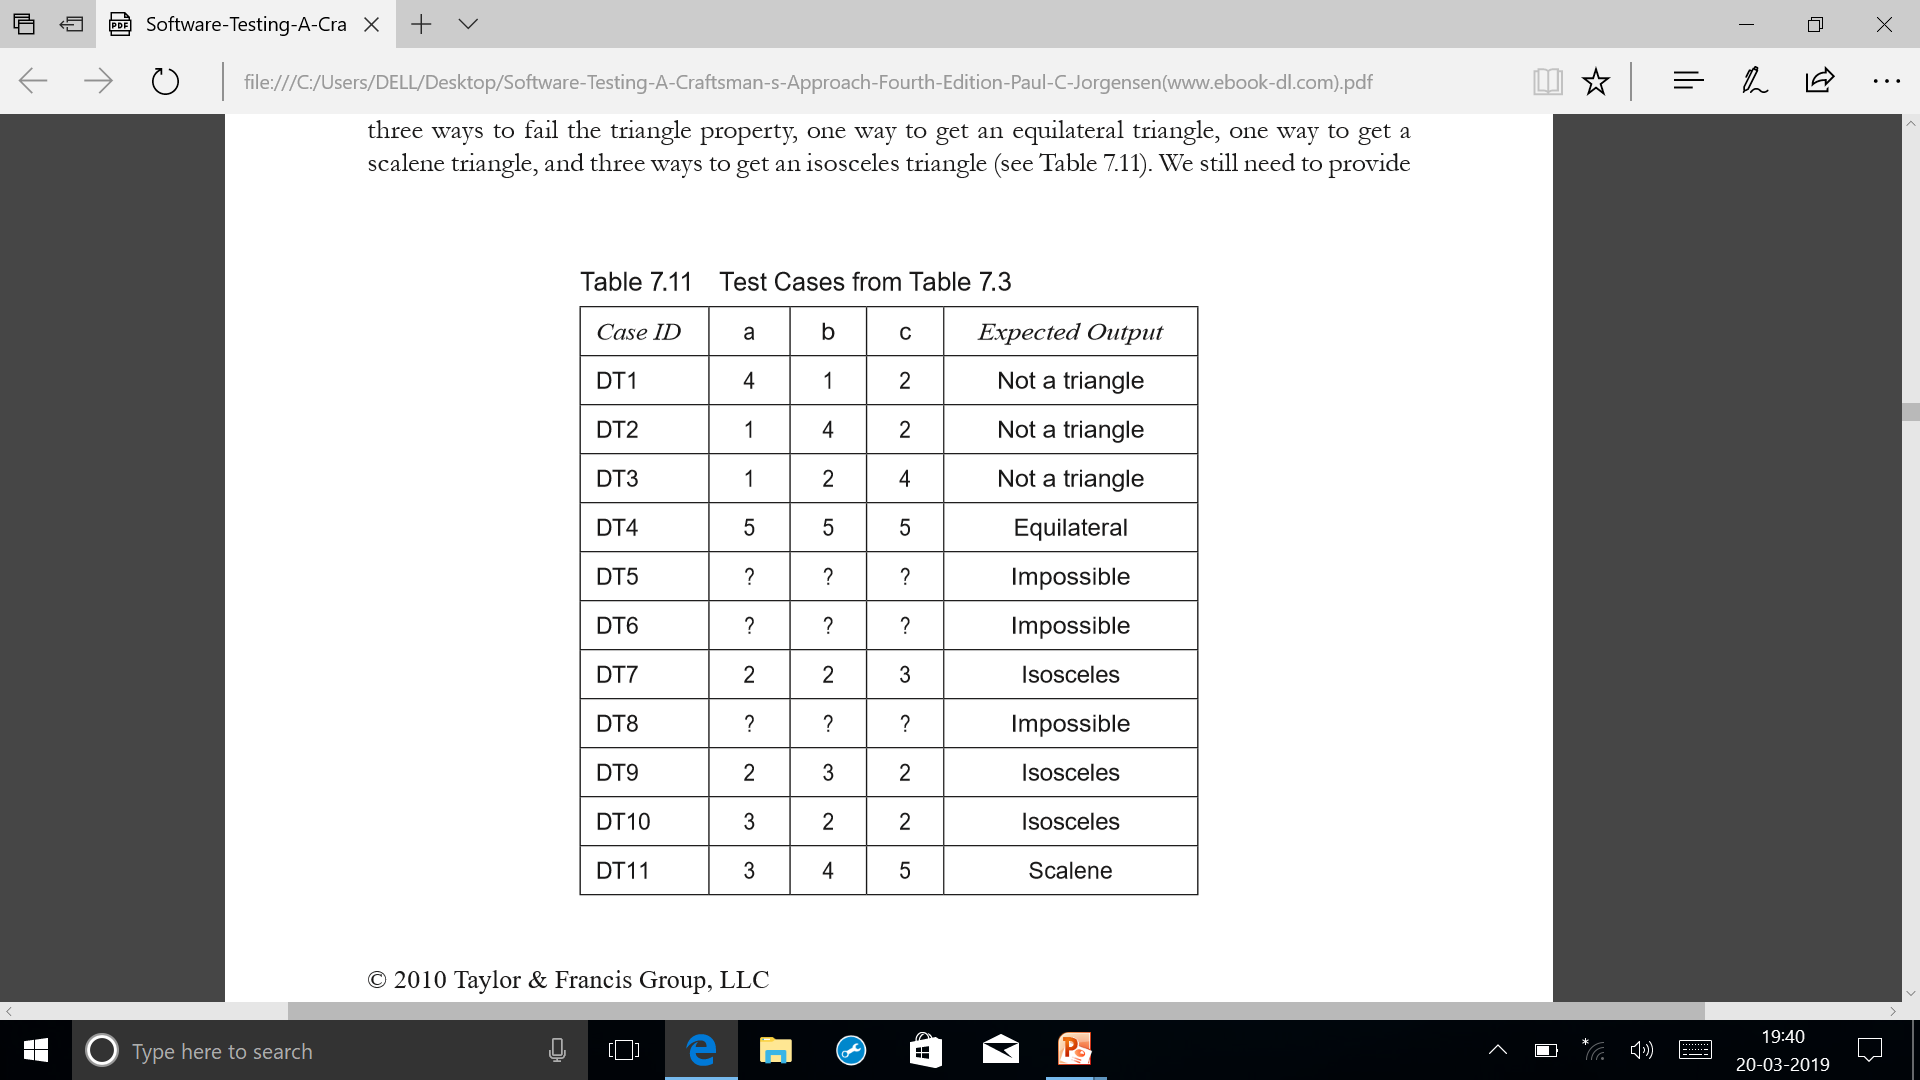 Software-Testing-A-Cra
file:///C:/Users/DELL/Desktop/Software-Testing-A-Craftsman-s-Approach-Fourth-Edition-Paul-C-Jorgensen(www.ebook-dl.com).pdf
three ways to fail the triangle property, one way to get an equilateral triangle, one way to get a
scalene triangle, and three ways to get an isosceles triangle (see Table 7.11). We still need to provide
Table 7.11 Test Cases from Table 7.3
Case ID a b c Expected Output
DT1 4 1 2 Not a triangle
DT2 1 4 2 Not a triangle
DT3 1 2 4 Not a triangle
DT4 5 5 5 Equilateral
DT5 ? ? ? Impossible
DT6 ? ? ? Impossible
DT7 2 2 3 Isosceles
DT8 ? ? ? Impossible
DT9 2 3 2 Isosceles
DT10 3 2 2 Isosceles
DT11 3 4 5 Scalene
© 2010 Taylor & Francis Group, LLC
Type here to search
19:40
20-03-2019